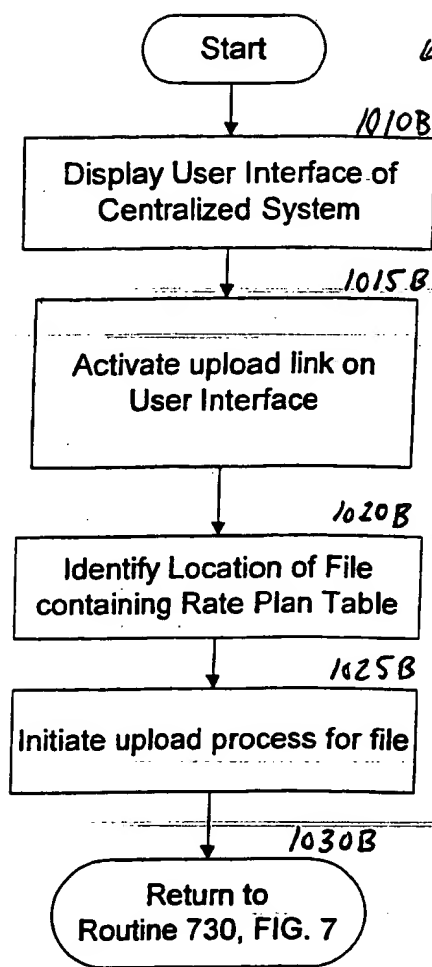 Start
1010B
Display User Interface of
Centralized System
1015B
Activate upload link on
User Interface
1020B
Identify Location of File
containing Rate Plan Table
1025B
Initiate upload process for file
1030B
Return to
Routine 730, FIG. 7